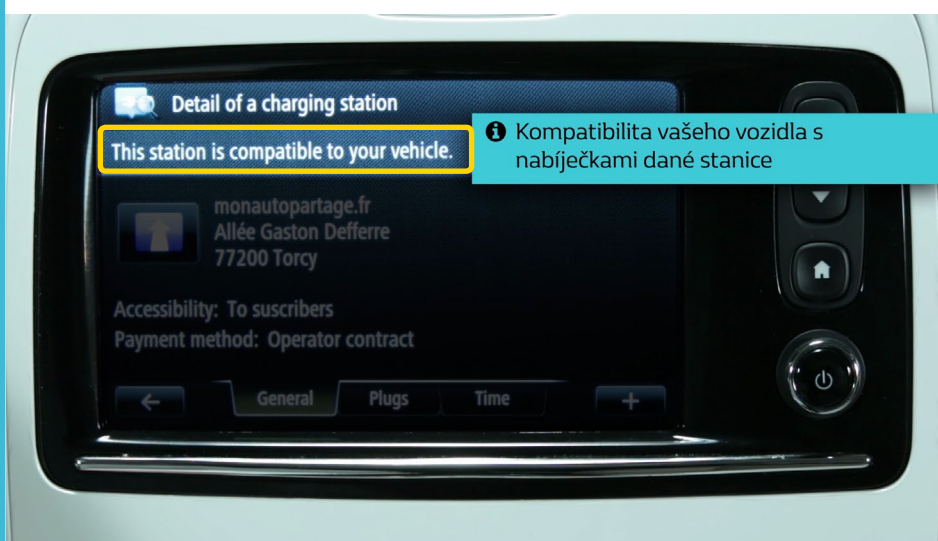 Detail of a charging station
This station is compatible to your vehicle.
Kompatibilita vašeho vozidla s
nabíječkami dané stanice
monautopartage.fr
Allée Gaston Defferre
77200 Torcy
Accessibility: To suscribers
Payment method: Operator contract
General Plugs Time